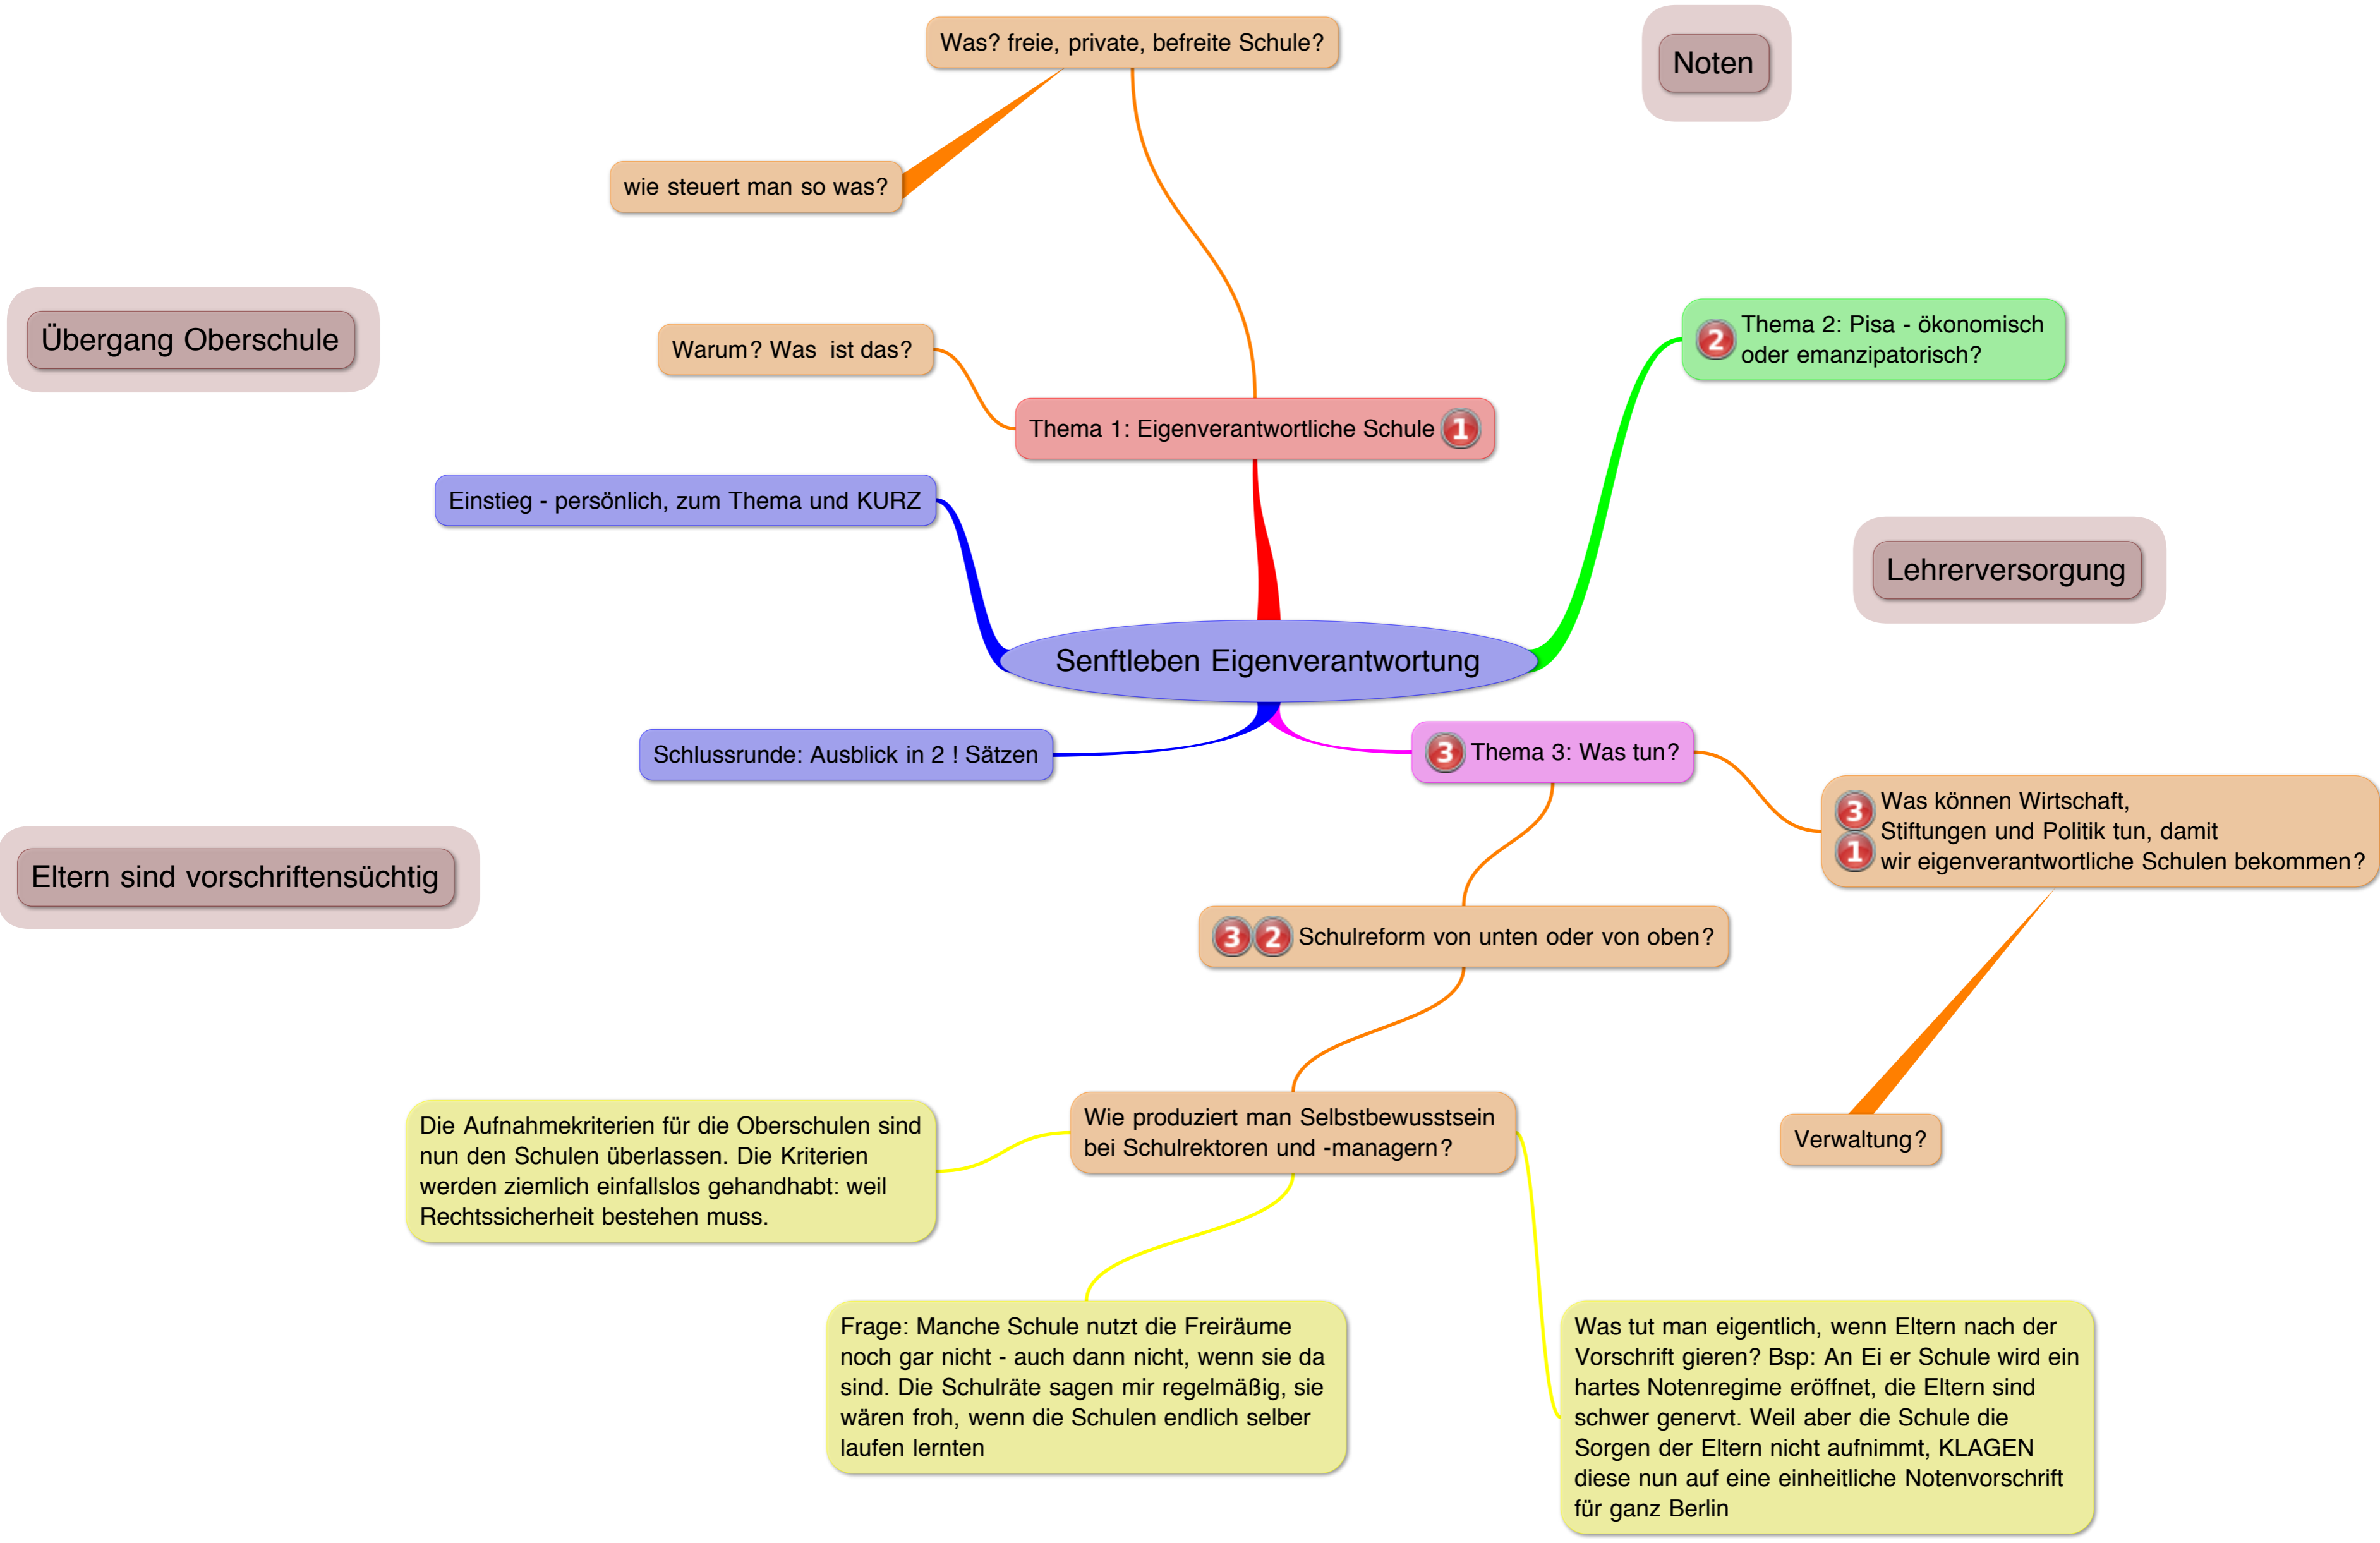 Was? freie, private, befreite Schule?
Noten
wie steuert man so was?
Übergang Oberschule
Warum? Was  ist das?
2 Thema 2: Pisa - ökonomisch
oder emanzipatorisch?
Thema 1: Eigenverantwortliche Schule 1
Einstieg - persönlich, zum Thema und KURZ
Lehrerversorgung
Senftleben Eigenverantwortung
Schlussrunde: Ausblick in 2 ! Sätzen
3 Thema 3: Was tun?
3 1 Was können Wirtschaft,
Stiftungen und Politik tun, damit
wir eigenverantwortliche Schulen bekommen?
Eltern sind vorschriftensüchtig
3 2 Schulreform von unten oder von oben?
Wie produziert man Selbstbewusstsein
bei Schulrektoren und -managern?
Verwaltung?
Die Aufnahmekriterien für die Oberschulen sind
nun den Schulen überlassen. Die Kriterien
werden ziemlich einfallslos gehandhabt: weil
Rechtssicherheit bestehen muss.
Frage: Manche Schule nutzt die Freiräume
noch gar nicht - auch dann nicht, wenn sie da
sind. Die Schulräte sagen mir regelmäßig, sie
wären froh, wenn die Schulen endlich selber
laufen lernten
Was tut man eigentlich, wenn Eltern nach der
Vorschrift gieren? Bsp: An Ei er Schule wird ein
hartes Notenregime eröffnet, die Eltern sind
schwer genervt. Weil aber die Schule die
Sorgen der Eltern nicht aufnimmt, KLAGEN
diese nun auf eine einheitliche Notenvorschrift
für ganz Berlin